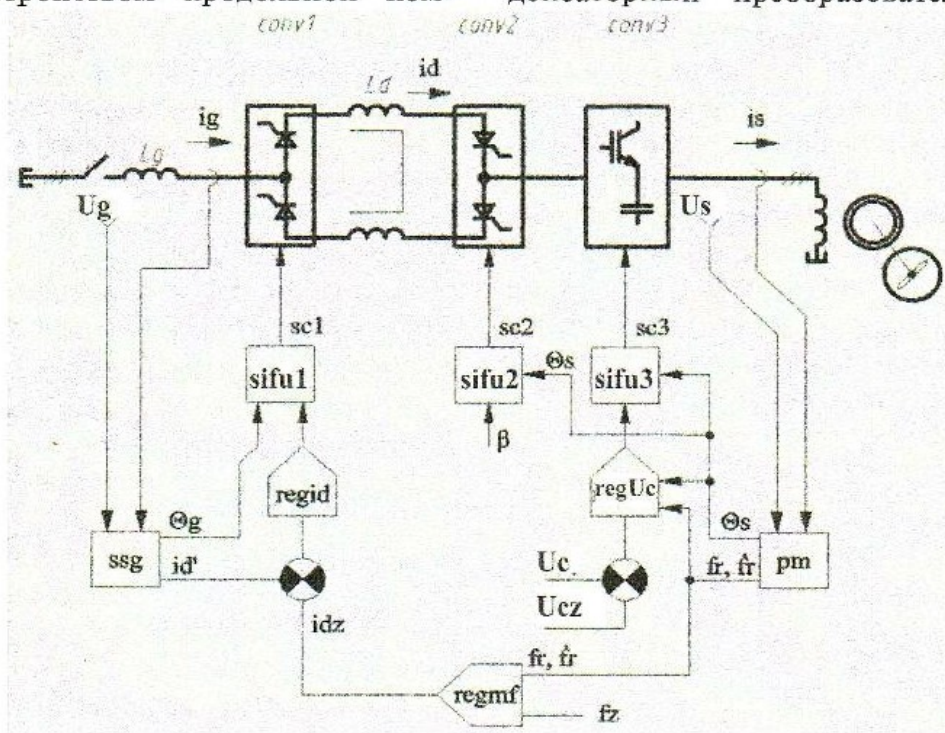 conv1 conv2 conv3
Ld id
ig is
Lg
Ug Us
sc1 sc2 sc3
Θs
sifu1 sifu2 sifu3
β
regid regUc
Θg Θs
ssg pm
id' Uc fr, f̂r
Ucz
idz
fr, f̂r
regmf
fz